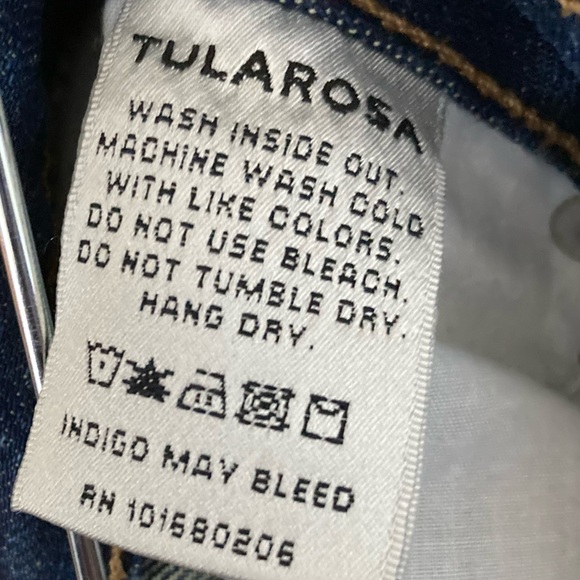 TULAROSA
WASH INSIDE OUT.
MACHINE WASH COLD
WITH LIKE COLORS.
DO NOT USE BLEACH.
DO NOT TUMBLE DRY.
HANG DRY.
INDIGO MAY BLEED
RN 101680206